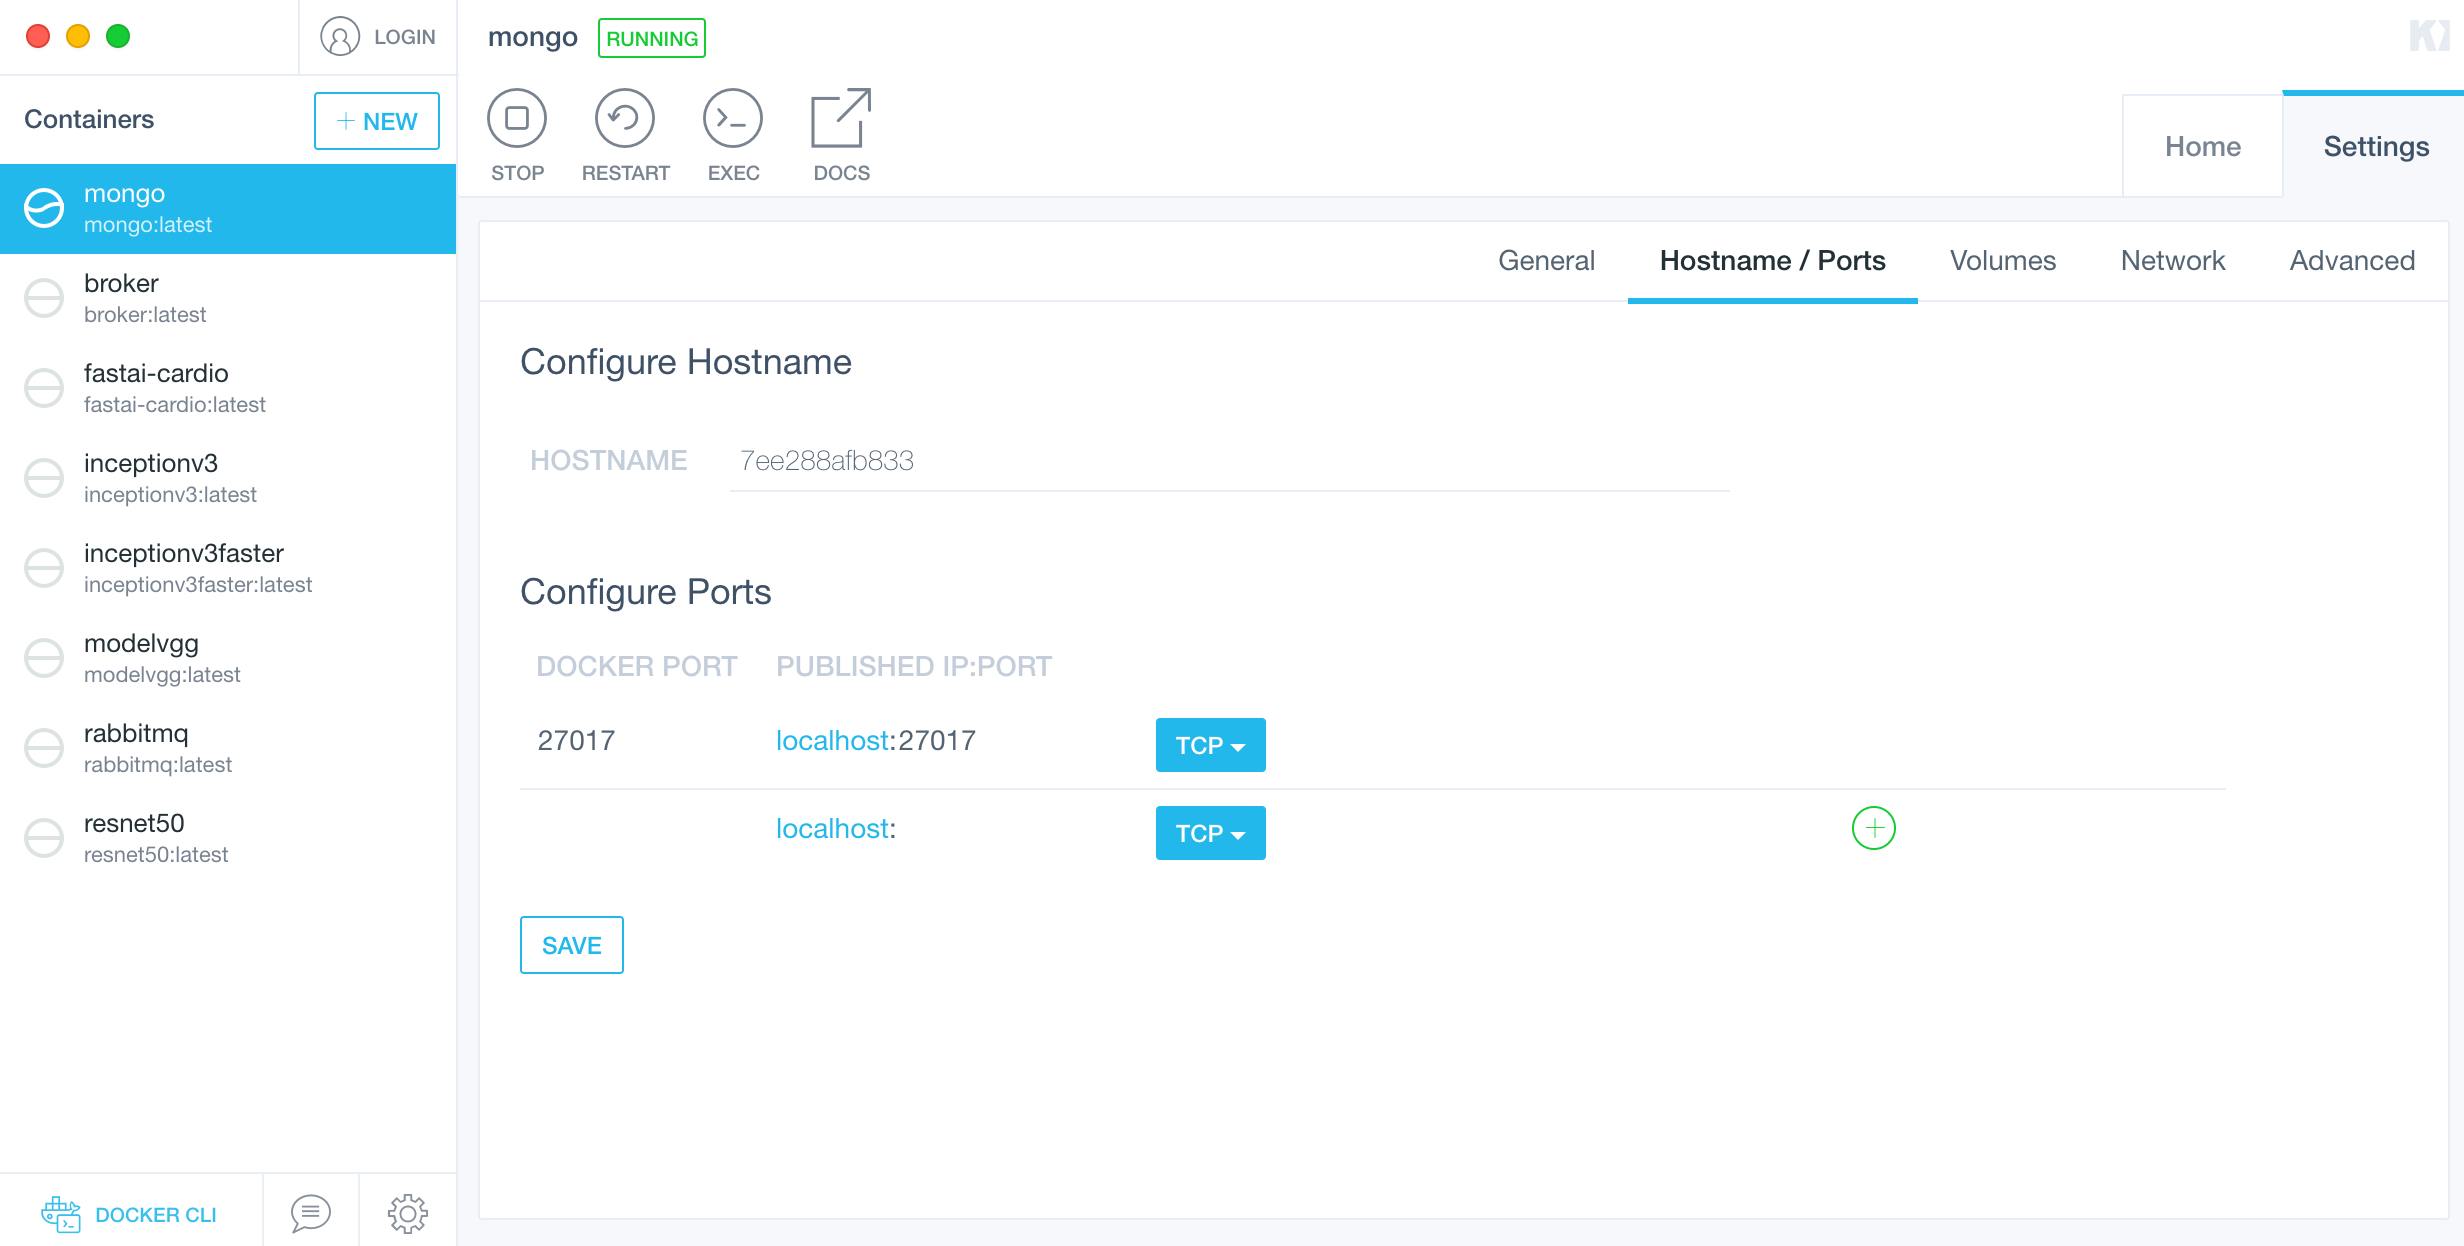 LOGIN
Containers
NEW
mongo
mongo:latest
broker
broker:latest
fastai-cardio
fastai-cardio:latest
inceptionv3
inceptionv3:latest
inceptionv3faster
inceptionv3faster:latest
modelvgg
modelvgg:latest
rabbitmq
rabbitmq:latest
resnet50
resnet50:latest
DOCKER CLI
mongo RUNNING
STOP RESTART EXEC DOCS
Home Settings
General Hostname / Ports Volumes Network Advanced
Configure Hostname
HOSTNAME 7ee288afb833
Configure Ports
DOCKER PORT PUBLISHED IP:PORT
27017 localhost:27017 TCP
localhost: TCP
SAVE